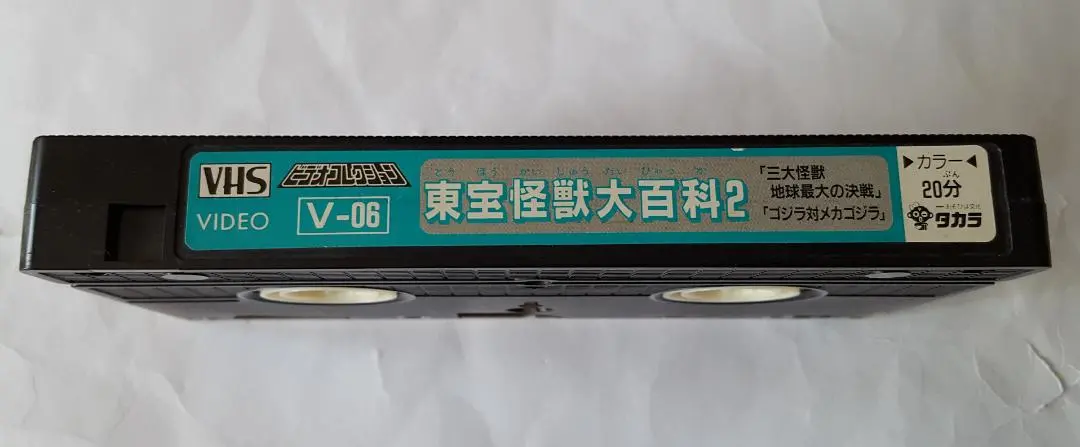 VHS
VIDEO
ビデオコレクション
V-06
とうほうかいじゅうだいひゃっか
東宝怪獣大百科2
「三大怪獣
地球最大の決戦」
「ゴジラ対メカゴジラ」
▶カラー◀
ぷん
20分
タカラ